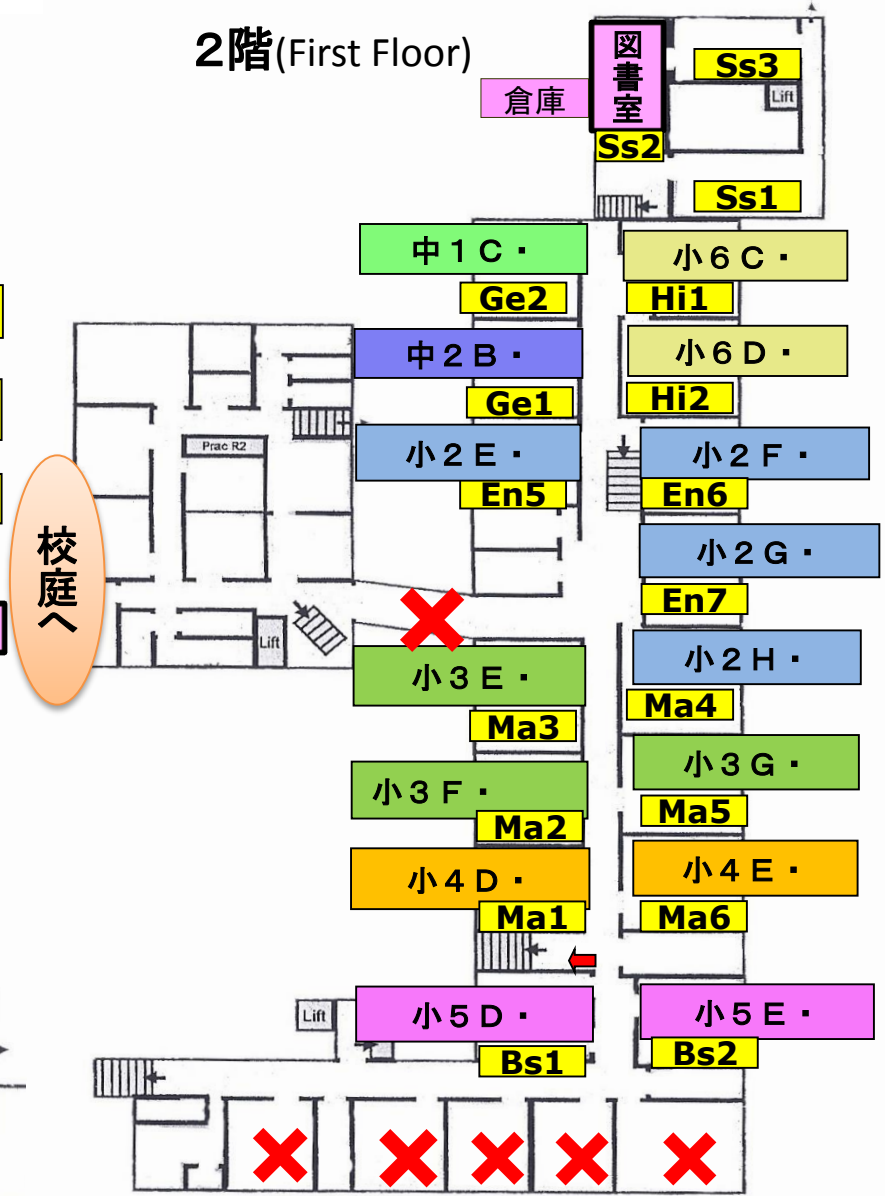 ２階(First Floor)
図書室
倉庫
Ss3
Lift
Ss2
Ss1
中１Ｃ・
小６Ｃ・
Ge2
Hi1
中２Ｂ・
小６Ｄ・
Ge1
Hi2
小２Ｅ・
小２Ｆ・
Prac R2
En5
En6
校庭へ
小２Ｇ・
En7
Lift
小３Ｅ・
小２Ｈ・
Ma3
Ma4
小３Ｆ・
小３Ｇ・
Ma2
Ma5
小４Ｄ・
小４Ｅ・
Ma1
Ma6
Lift
小５Ｄ・
小５Ｅ・
Bs1
Bs2